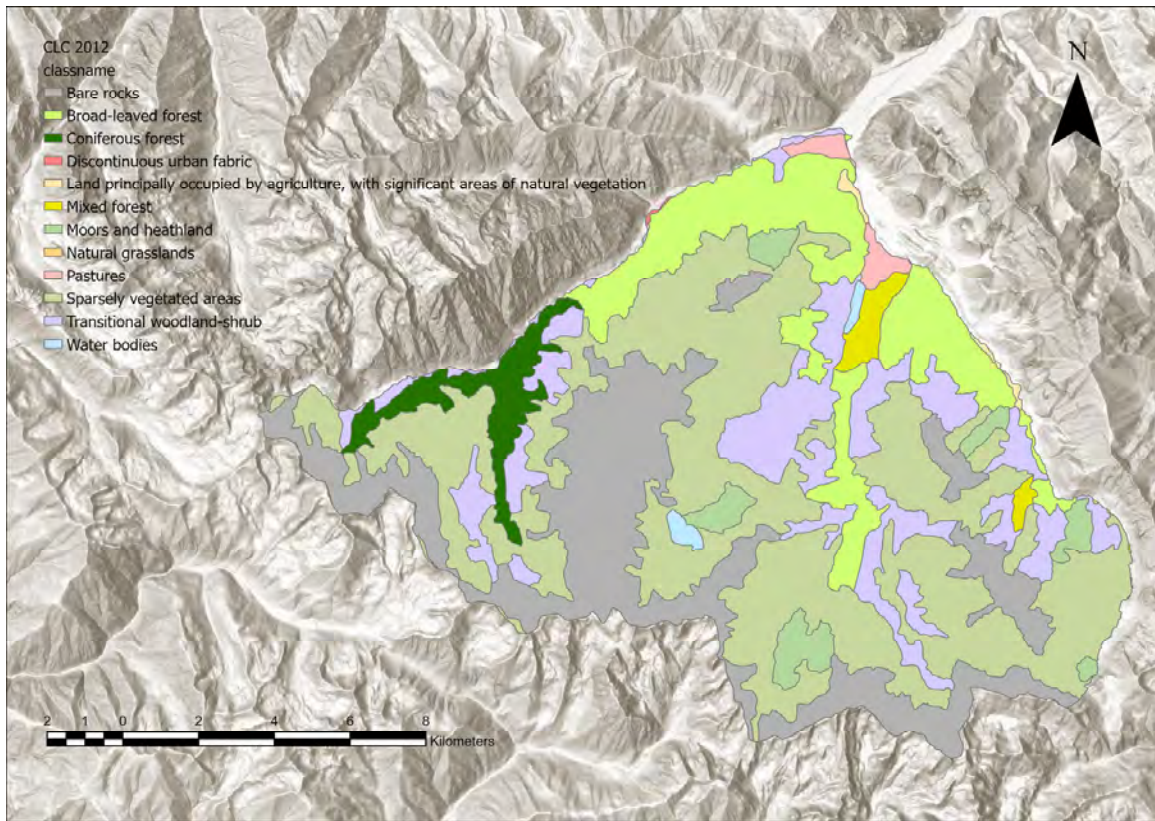 CLC 2012
classname
Bare rocks
Broad-leaved forest
Coniferous forest
Discontinuous urban fabric
Land principally occupied by agriculture, with significant areas of natural vegetation
Mixed forest
Moors and heathland
Natural grasslands
Pastures
Sparsely vegetated areas
Transitional woodland-shrub
Water bodies
N
2 1 0 2 4 6 8
Kilometers